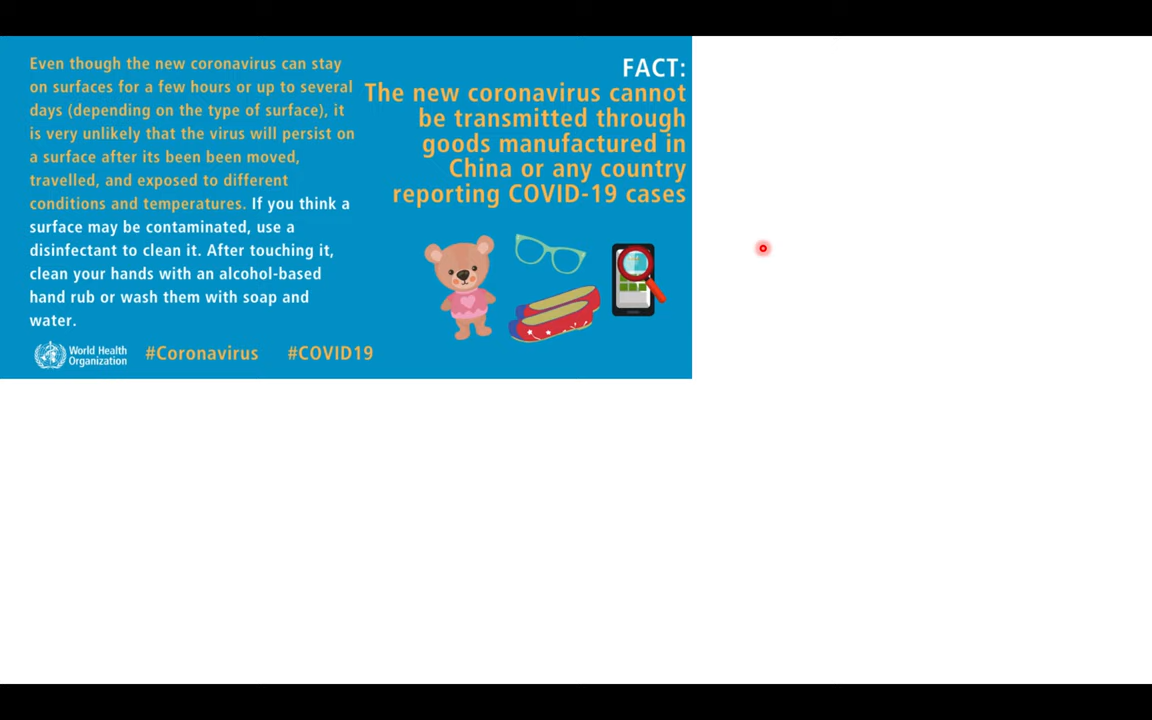 Even though the new coronavirus can stay
on surfaces for a few hours or up to several
days (depending on the type of surface), it
is very unlikely that the virus will persist on
a surface after its been been moved,
travelled, and exposed to different
conditions and temperatures. If you think a
surface may be contaminated, use a
disinfectant to clean it. After touching it,
clean your hands with an alcohol-based
hand rub or wash them with soap and
water.
FACT:
The new coronavirus cannot
be transmitted through
goods manufactured in
China or any country
reporting COVID-19 cases
World Health
Organization
#Coronavirus #COVID19